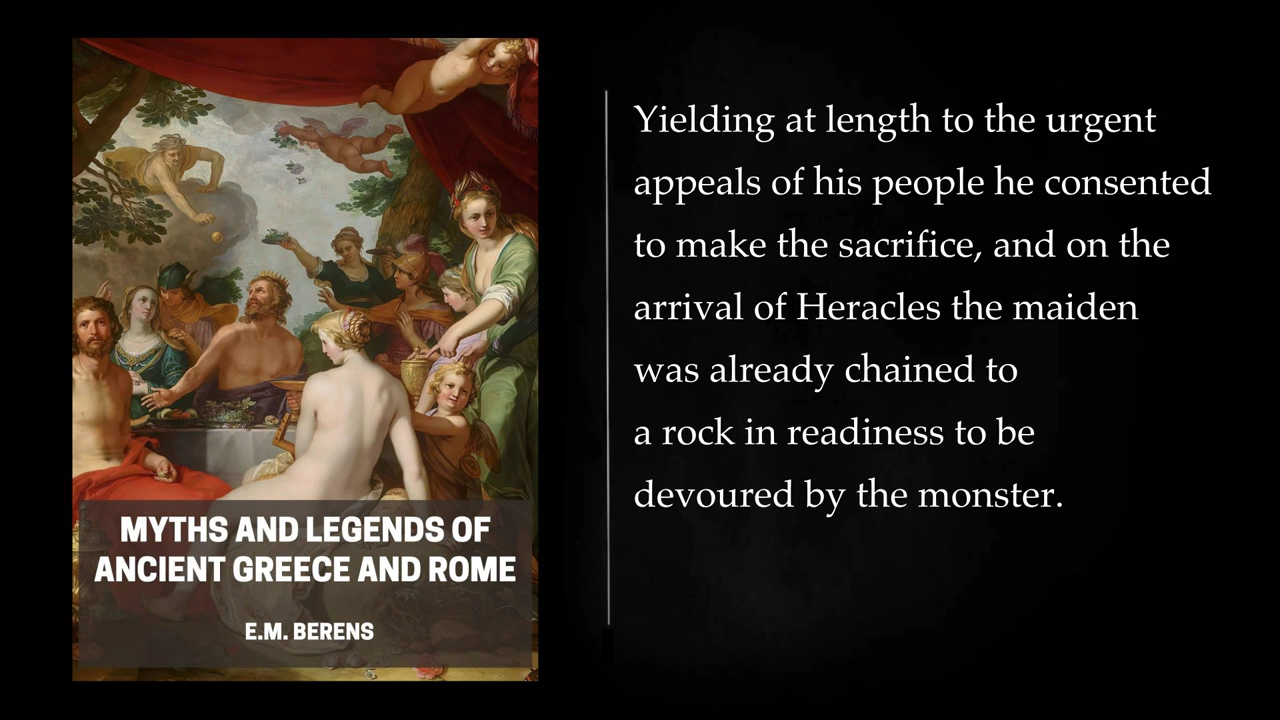 MYTHS AND LEGENDS OF
ANCIENT GREECE AND ROME
E.M. BERENS
Yielding at length to the urgent
appeals of his people he consented
to make the sacrifice, and on the
arrival of Heracles the maiden
was already chained to
a rock in readiness to be
devoured by the monster.